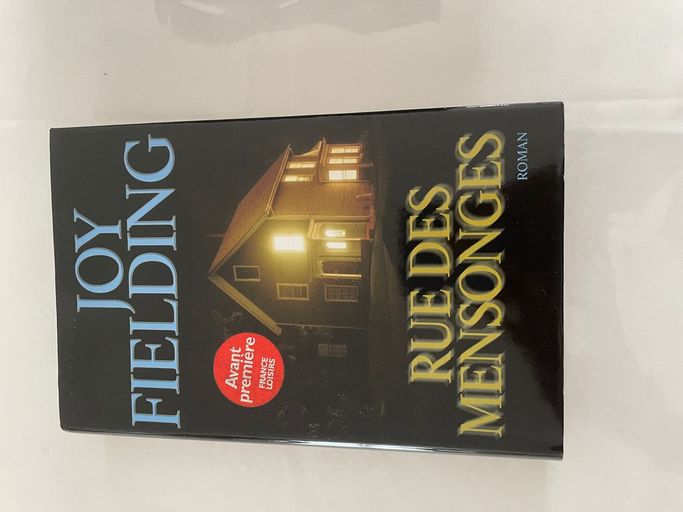 JOY
FIELDING
Avant
première
FRANCE
LOISIRS
RUE DES
MENSONGES
ROMAN